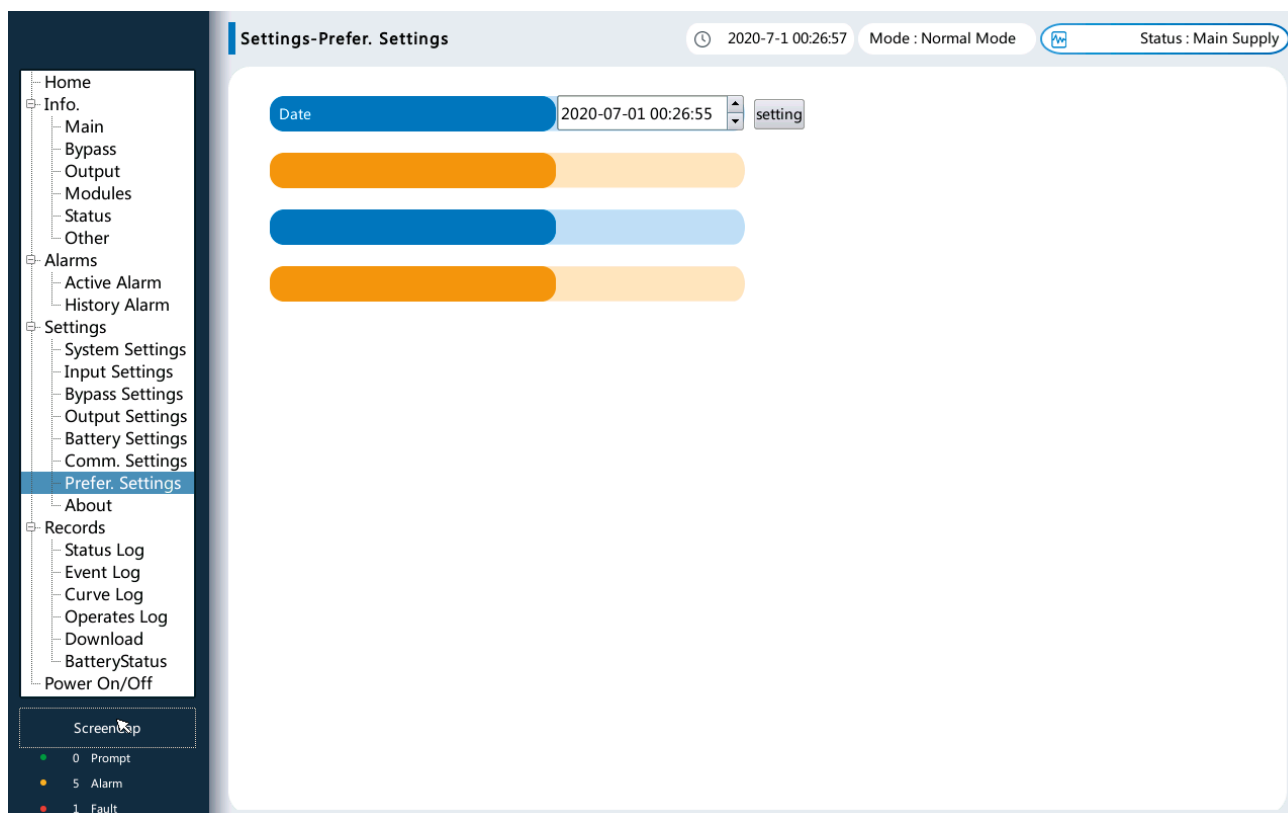 Settings-Prefer. Settings
2020-7-1 00:26:57
Mode : Normal Mode
Status : Main Supply
Home
Info.
Main
Bypass
Output
Modules
Status
Other
Alarms
Active Alarm
History Alarm
Settings
System Settings
Input Settings
Bypass Settings
Output Settings
Battery Settings
Comm. Settings
Prefer. Settings
About
Records
Status Log
Event Log
Curve Log
Operates Log
Download
BatteryStatus
Power On/Off
ScreenCap
0 Prompt
5 Alarm
1 Fault
Date
2020-07-01 00:26:55
setting